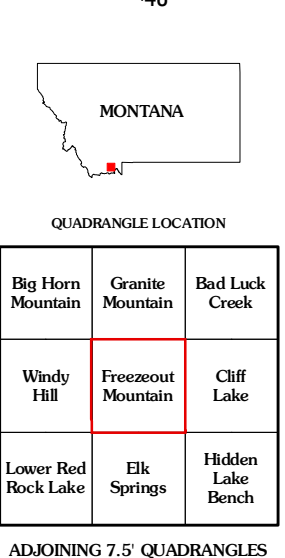 MONTANA
QUADRANGLE LOCATION
Big Horn
Mountain
Granite
Mountain
Bad Luck
Creek
Windy
Hill
Freezeout
Mountain
Cliff
Lake
Lower Red
Rock Lake
Elk
Springs
Hidden
Lake
Bench
ADJOINING 7.5' QUADRANGLES